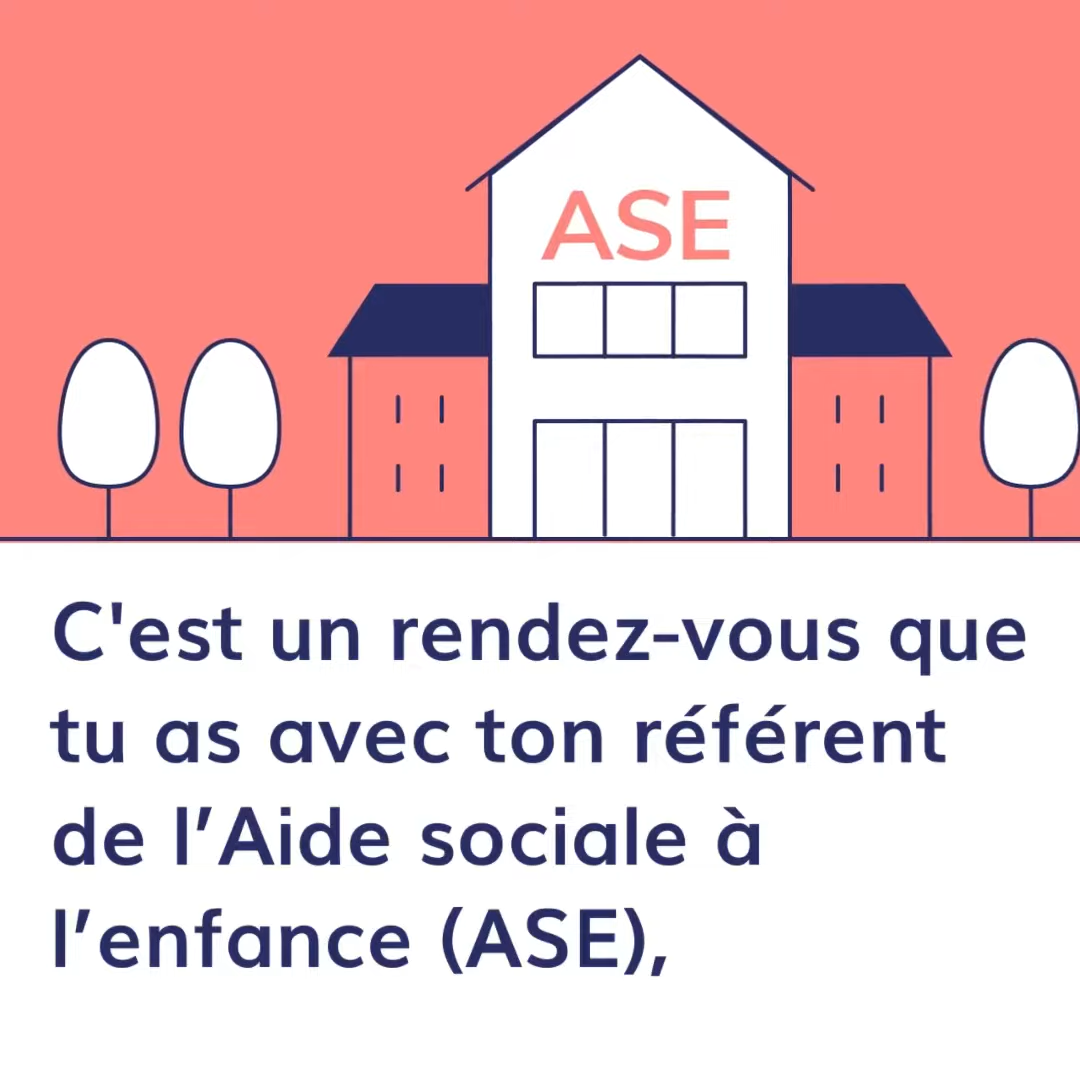 ASE
C'est un rendez-vous que
tu as avec ton référent
de l’Aide sociale à
l’enfance (ASE),